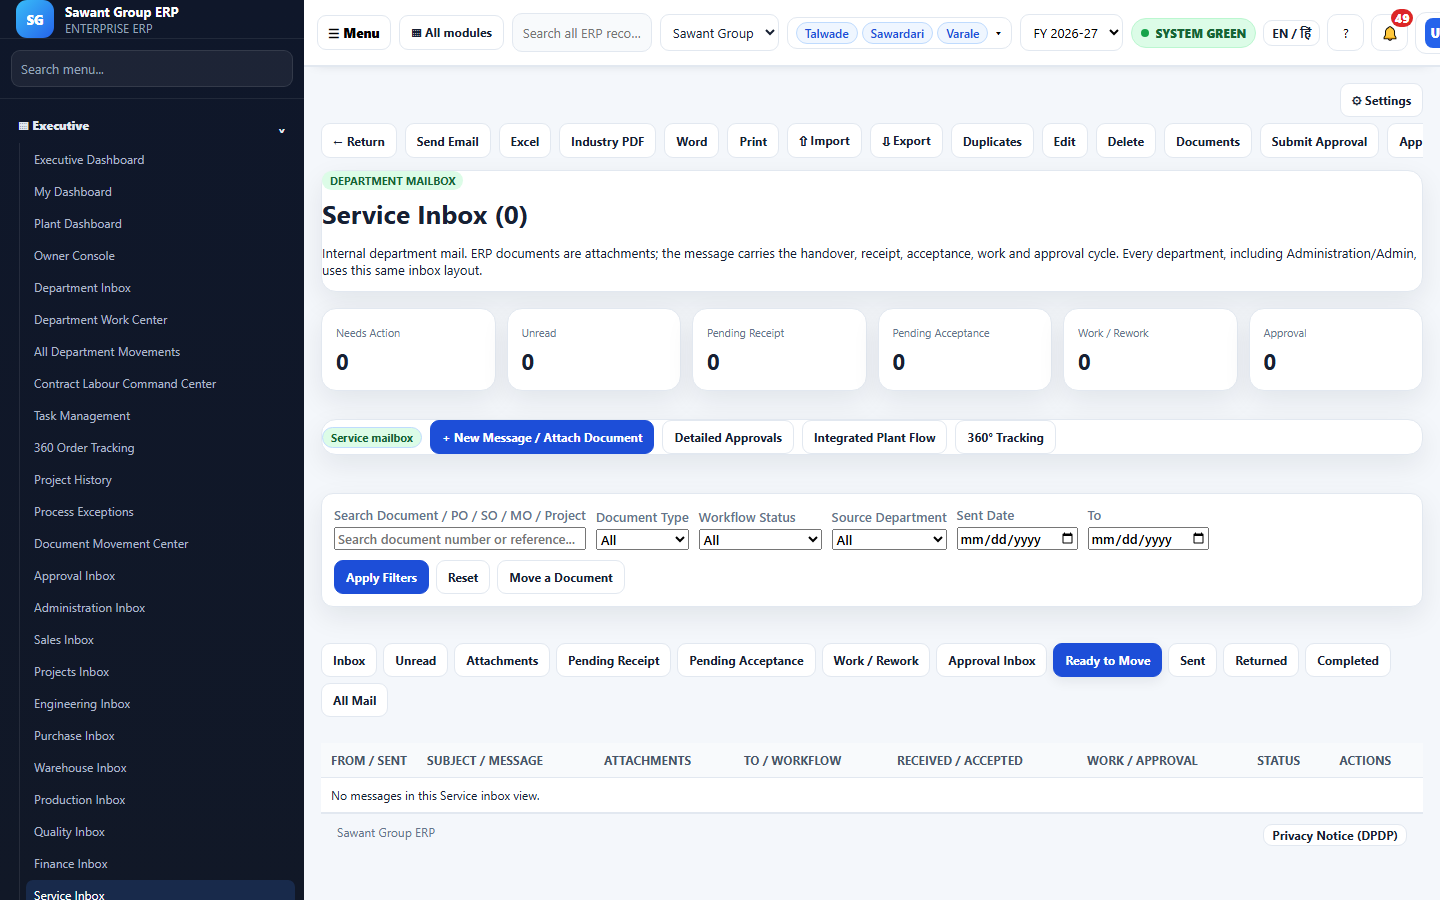 SG
Sawant Group ERP
ENTERPRISE ERP
Search menu...
Executive
Executive Dashboard
My Dashboard
Plant Dashboard
Owner Console
Department Inbox
Department Work Center
All Department Movements
Contract Labour Command Center
Task Management
360 Order Tracking
Project History
Process Exceptions
Document Movement Center
Approval Inbox
Administration Inbox
Sales Inbox
Projects Inbox
Engineering Inbox
Purchase Inbox
Warehouse Inbox
Production Inbox
Quality Inbox
Finance Inbox
Service Inbox
☰ Menu
All modules
Search all ERP reco...
Sawant Group
Talwade
Sawardari
Varale
FY 2026-27
SYSTEM GREEN
EN / हिं
?
49
U
⚙ Settings
← Return
Send Email
Excel
Industry PDF
Word
Print
⇧ Import
⇩ Export
Duplicates
Edit
Delete
Documents
Submit Approval
App
DEPARTMENT MAILBOX
Service Inbox (0)
Internal department mail. ERP documents are attachments; the message carries the handover, receipt, acceptance, work and approval cycle. Every department, including Administration/Admin,
uses this same inbox layout.
Needs Action
0
Unread
0
Pending Receipt
0
Pending Acceptance
0
Work / Rework
0
Approval
0
Service mailbox
+ New Message / Attach Document
Detailed Approvals
Integrated Plant Flow
360° Tracking
Search Document / PO / SO / MO / Project
Search document number or reference...
Document Type
All
Workflow Status
All
Source Department
All
Sent Date
mm/dd/yyyy
To
mm/dd/yyyy
Apply Filters
Reset
Move a Document
Inbox
Unread
Attachments
Pending Receipt
Pending Acceptance
Work / Rework
Approval Inbox
Ready to Move
Sent
Returned
Completed
All Mail
FROM / SENT
SUBJECT / MESSAGE
ATTACHMENTS
TO / WORKFLOW
RECEIVED / ACCEPTED
WORK / APPROVAL
STATUS
ACTIONS
No messages in this Service inbox view.
Sawant Group ERP
Privacy Notice (DPDP)